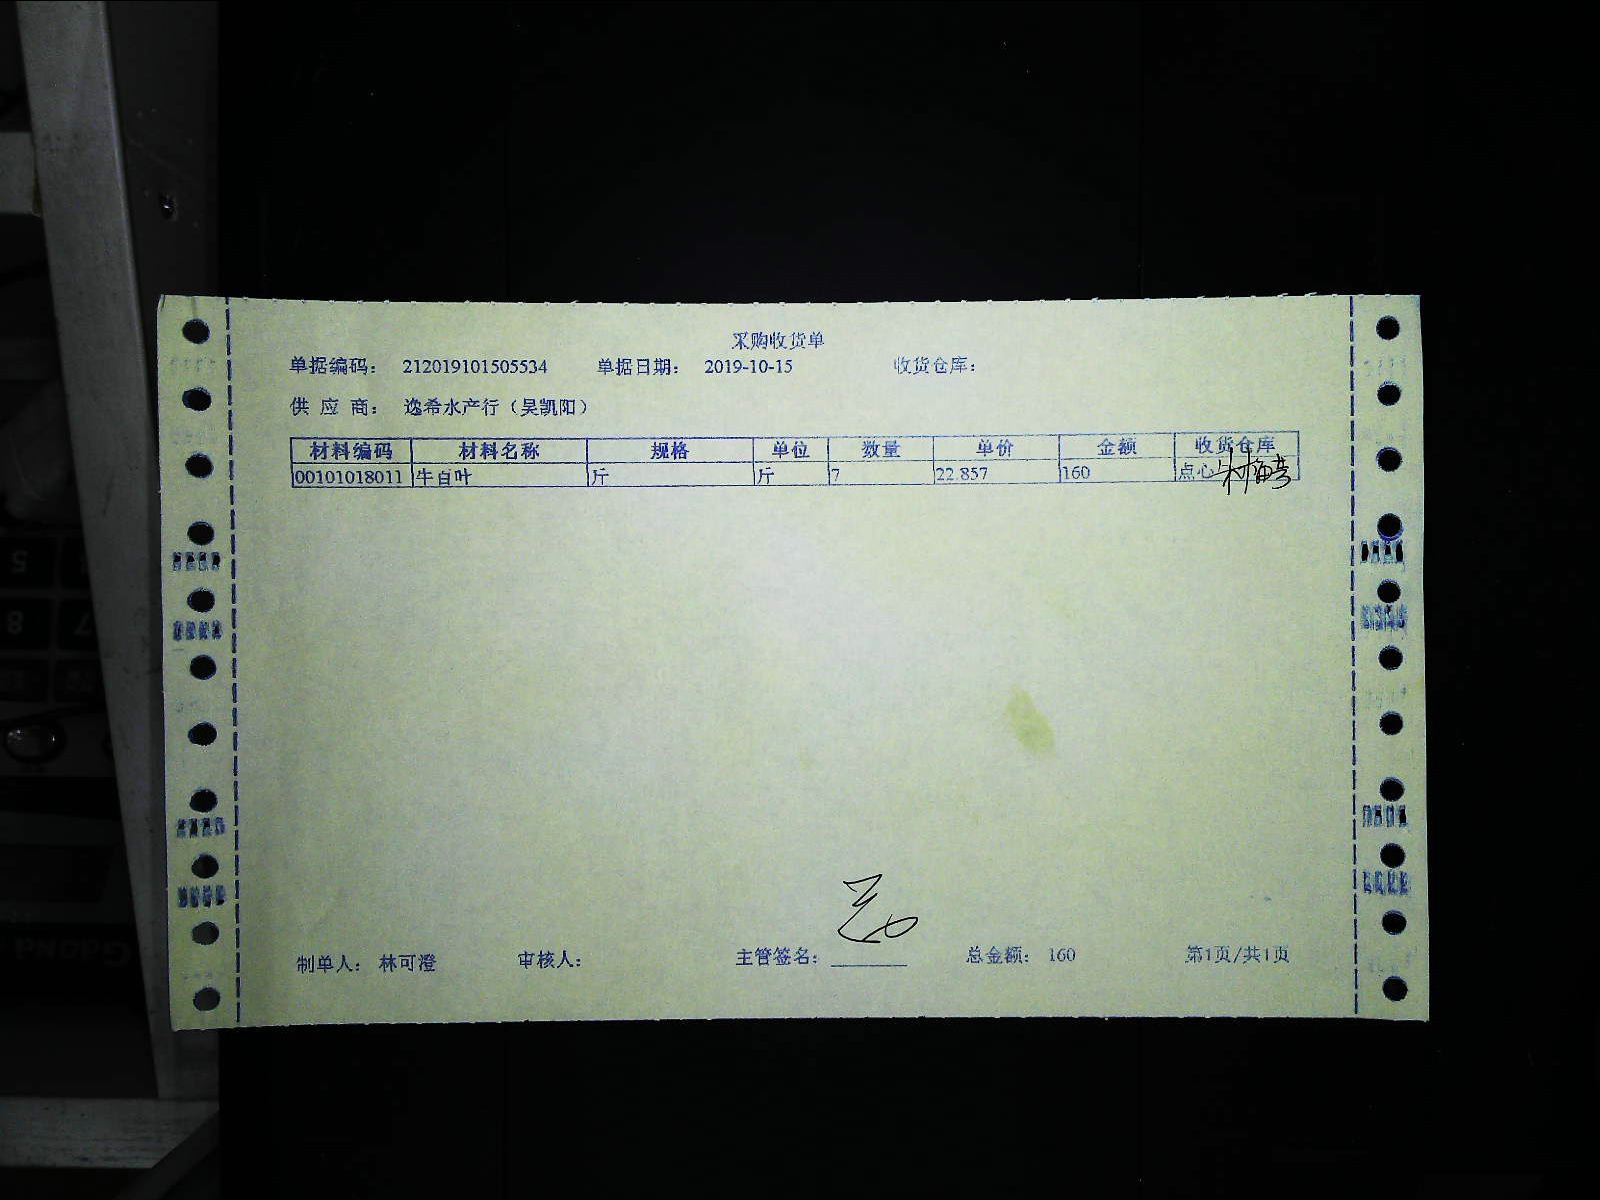 采购收货单
单据编码： 212019101505534 单据日期： 2019-10-15 收货仓库：
供 应 商： 逸希水产行（吴凯阳）
材料编码 材料名称 规格 单位 数量 单价 金额 收货仓库
00101018011 牛百叶 斤 斤 7 22.857 160 点心
制单人： 林可澄 审核人： 主管签名： 总金额： 160 第1页/共1页